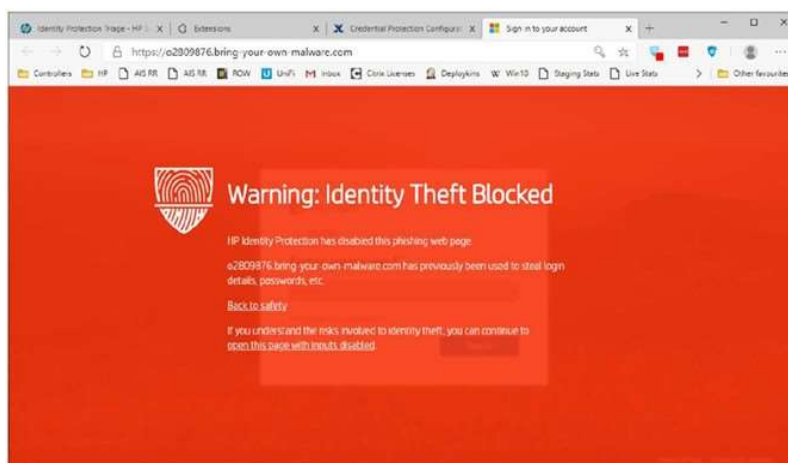 Identity Protection Triage - HP
Extensions
Credential Protection Configurat
Sign in to your account
https://o2809876.bring-your-own-malware.com
Controllers
HP
AIS RR
AIS RR
ROW
UniFi
Inbox
Citrix Licenses
Deploykins
Win10
Staging Stats
Live Stats
Other favourites
Warning: Identity Theft Blocked
HP Identity Protection has disabled this phishing web page
o2809876.bring-your-own-malware.com has previously been used to steal login
details, passwords, etc.
Back to safety
If you understand the risks involved to identity theft, you can continue to
open this page with inputs disabled.